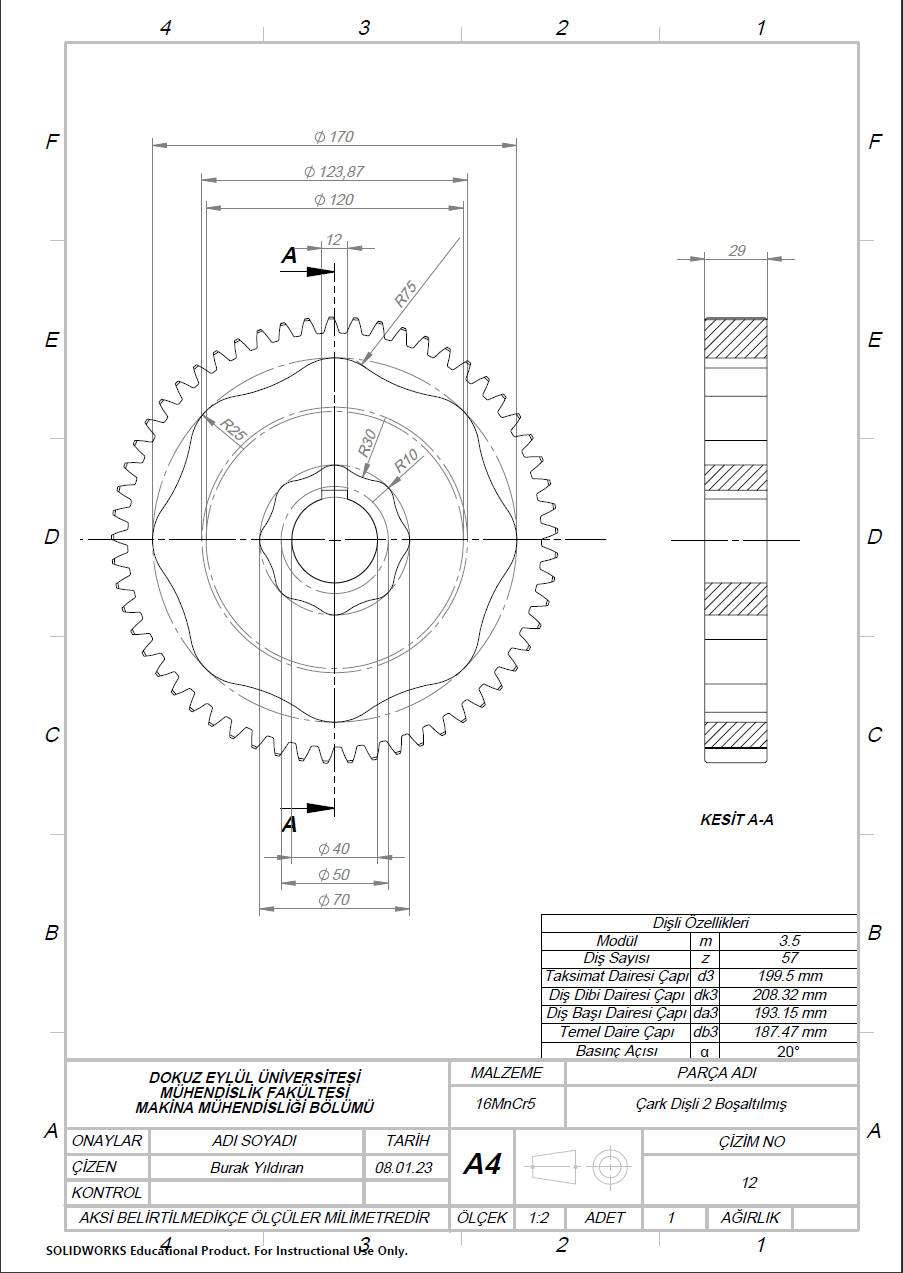 4 3 2 1
F F
⌀ 170
⌀ 123,87
⌀ 120
12
A
29
R75
E E
R25
R30
R10
D D
C C
A
KESİT A-A
⌀ 40
⌀ 50
⌀ 70
B B
Dişli Özellikleri
Modül m 3.5
Diş Sayısı z 57
Taksimat Dairesi Çapı d3 199.5 mm
Diş Dibi Dairesi Çapı dk3 208.32 mm
Diş Başı Dairesi Çapı da3 193.15 mm
Temel Daire Çapı db3 187.47 mm
Basınç Açısı α 20°
DOKUZ EYLÜL ÜNİVERSİTESİ
MÜHENDİSLİK FAKÜLTESİ
MAKİNA MÜHENDİSLİĞİ BÖLÜMÜ
MALZEME PARÇA ADI
16MnCr5 Çark Dişli 2 Boşaltılmış
A A
ONAYLAR ADI SOYADI TARİH A4 ÇİZİM NO
ÇİZEN Burak Yıldıran 08.01.23
KONTROL 12
AKSİ BELİRTİLMEDİKÇE ÖLÇÜLER MİLİMETREDİR ÖLÇEK 1:2 ADET 1 AĞIRLIK
4 3 2 1
SOLIDWORKS Educational Product. For Instructional Use Only.